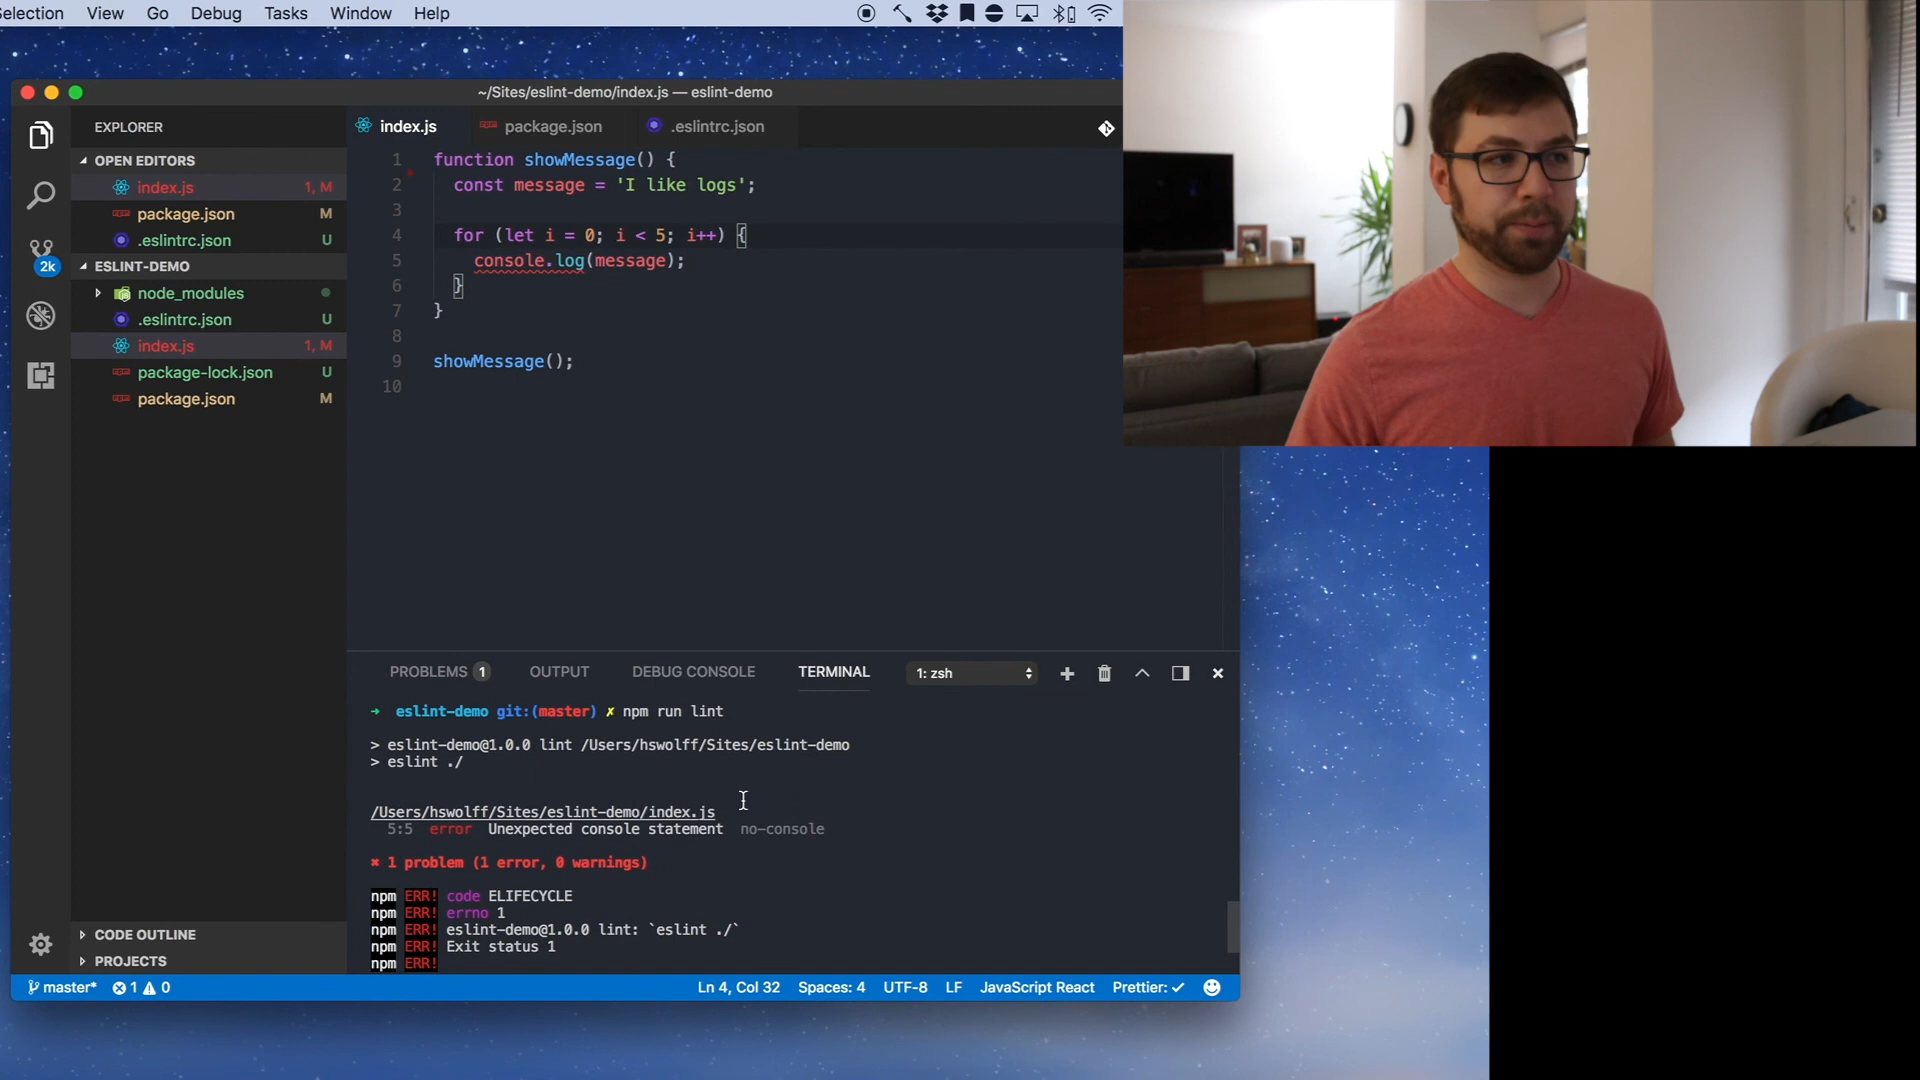 election View Go Debug Tasks Window Help
~/Sites/eslint-demo/index.js — eslint-demo
EXPLORER
OPEN EDITORS
index.js 1, M
package.json M
.eslintrc.json U
2k
ESLINT-DEMO
node_modules
.eslintrc.json U
index.js 1, M
package-lock.json U
package.json M
CODE OUTLINE
PROJECTS
index.js package.json .eslintrc.json
1 function showMessage() {
2 const message = 'I like logs';
3
4 for (let i = 0; i < 5; i++) {
5 console.log(message);
6 }
7 }
8
9 showMessage();
10
PROBLEMS 1 OUTPUT DEBUG CONSOLE TERMINAL 1: zsh
➜ eslint-demo git:(master) ✗ npm run lint
> eslint-demo@1.0.0 lint /Users/hswolff/Sites/eslint-demo
> eslint ./
/Users/hswolff/Sites/eslint-demo/index.js
5:5 error Unexpected console statement no-console
✖ 1 problem (1 error, 0 warnings)
npm ERR! code ELIFECYCLE
npm ERR! errno 1
npm ERR! eslint-demo@1.0.0 lint: `eslint ./`
npm ERR! Exit status 1
npm ERR!
master* 1 0 Ln 4, Col 32 Spaces: 4 UTF-8 LF JavaScript React Prettier: ✓